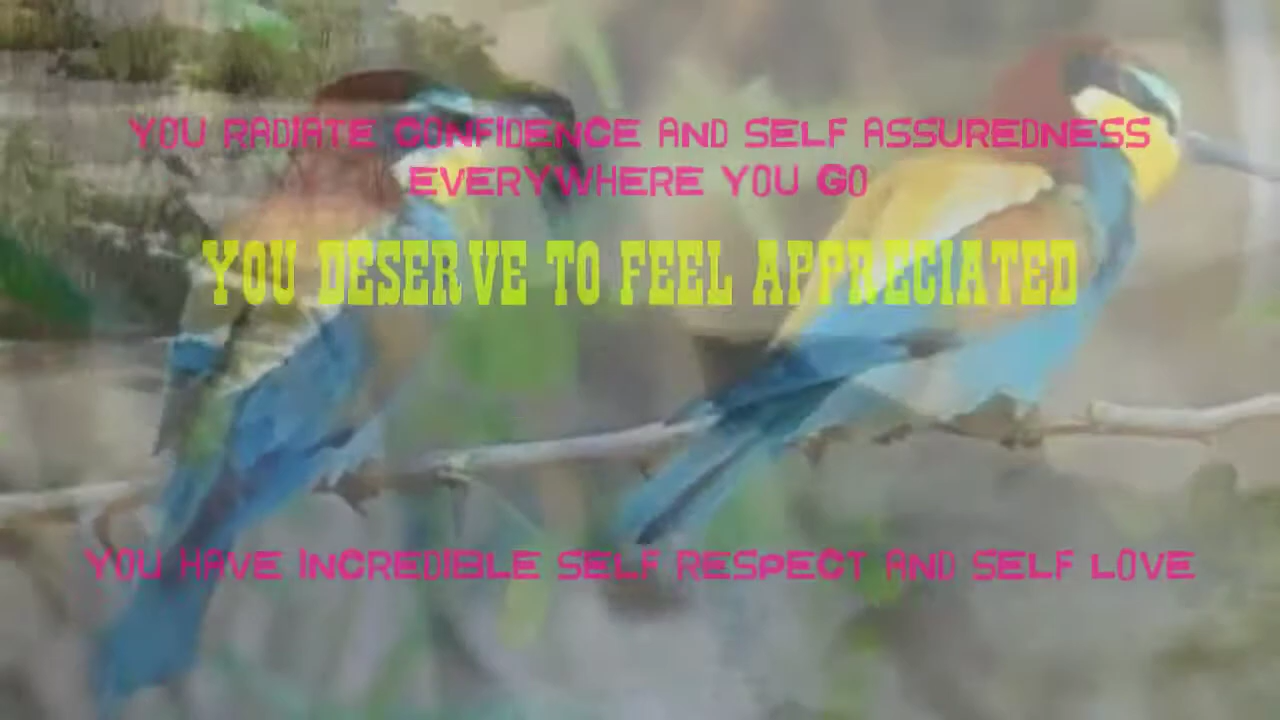 YOU RADIATE CONFIDENCE AND SELF ASSUREDNESS
EVERYWHERE YOU GO
YOU DESERVE TO FEEL APPRECIATED
YOU HAVE INCREDIBLE SELF RESPECT AND SELF LOVE